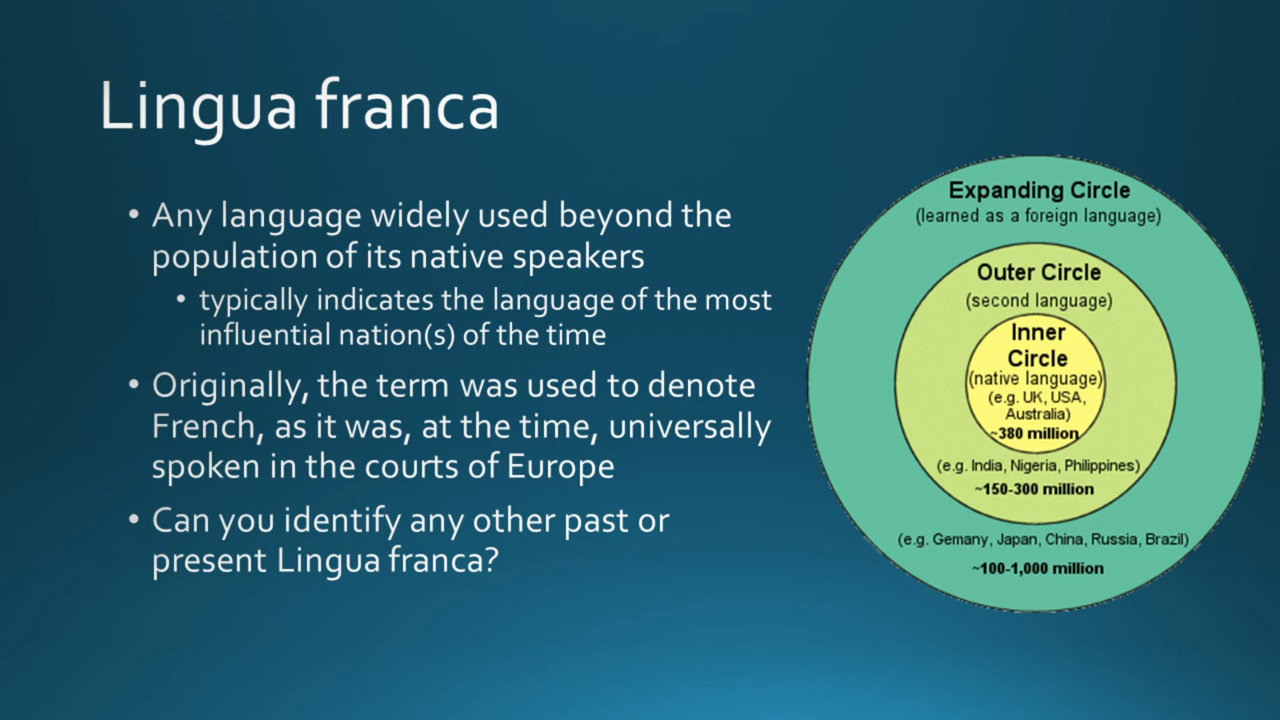 Lingua franca
• Any language widely used beyond the
population of its native speakers
• typically indicates the language of the most
influential nation(s) of the time
• Originally, the term was used to denote
French, as it was, at the time, universally
spoken in the courts of Europe
• Can you identify any other past or
present Lingua franca?
Expanding Circle
(learned as a foreign language)
Outer Circle
(second language)
Inner
Circle
(native language)
(e.g. UK, USA,
Australia)
~380 million
(e.g. India, Nigeria, Philippines)
~150-300 million
(e.g. Gemany, Japan, China, Russia, Brazil)
~100-1,000 million